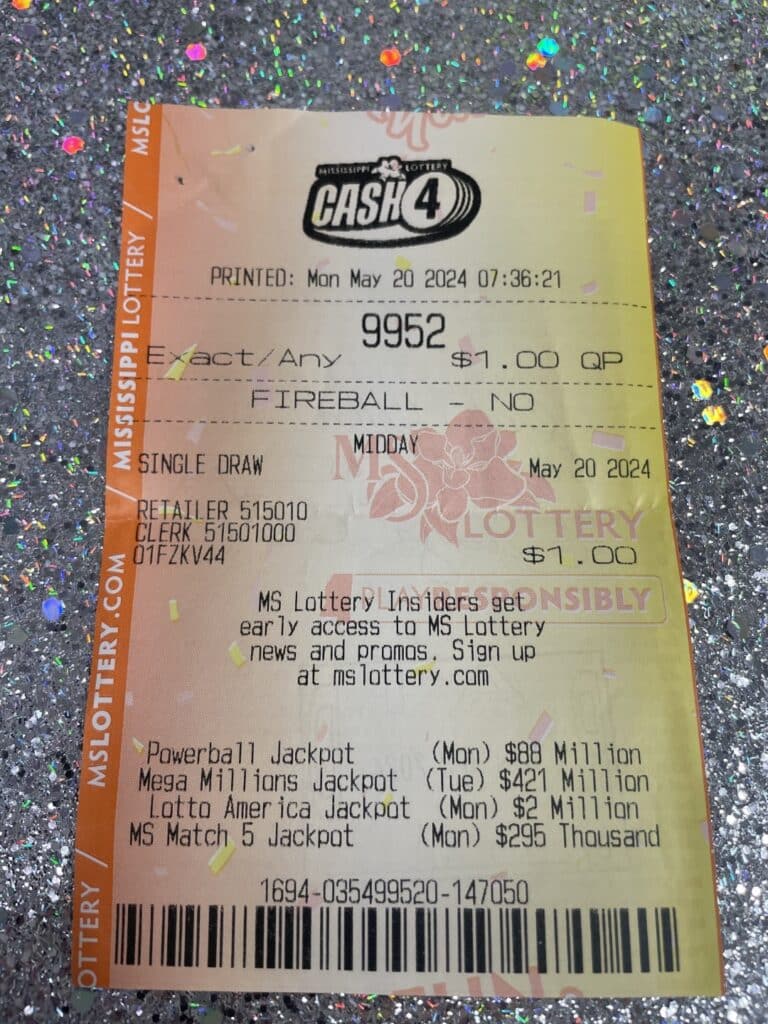 MISSISSIPPI LOTTERY
CASH 4
PRINTED: Mon May 20 2024 07:36:21
9952
Exact/Any $1.00 QP
FIREBALL - NO
MIDDAY
SINGLE DRAW May 20 2024
RETAILER 515010
CLERK 51501000
01FZKV44 $1.00
MS LOTTERY
PLAY RESPONSIBLY
MS Lottery Insiders get
early access to MS Lottery
news and promos. Sign up
at mslottery.com
Powerball Jackpot (Mon) $88 Million
Mega Millions Jackpot (Tue) $421 Million
Lotto America Jackpot (Mon) $2 Million
MS Match 5 Jackpot (Mon) $295 Thousand
1694-035499520-147050
OTTERY / MSLOTTERY.COM / MISSISSIPPI LOTTERY / MSLO